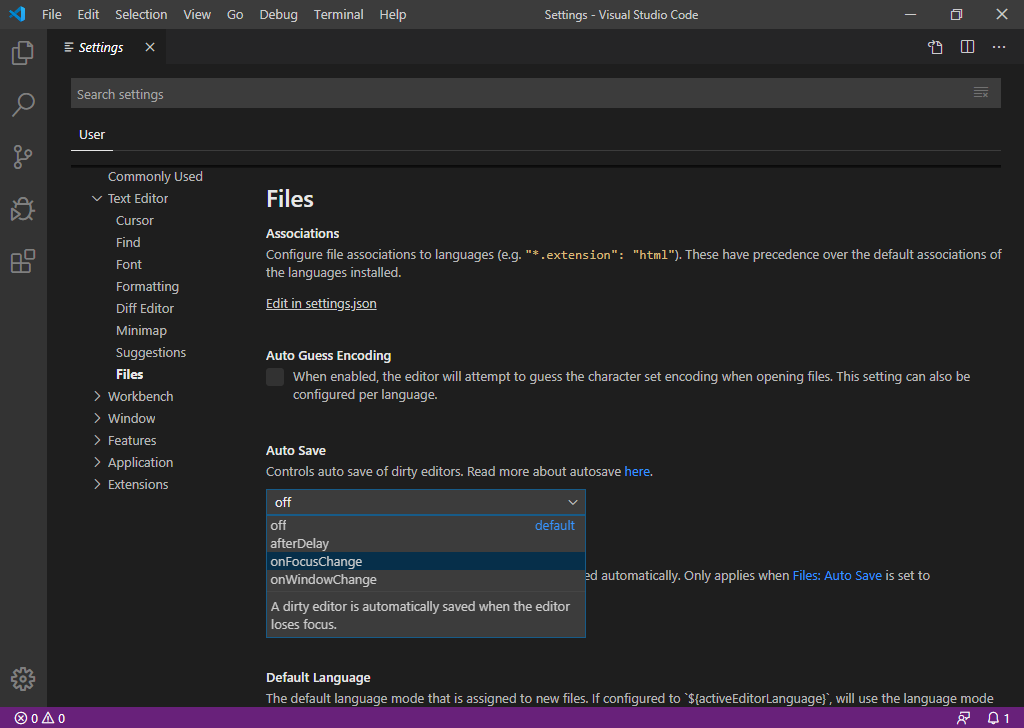 File Edit Selection View Go Debug Terminal Help Settings - Visual Studio Code
Settings
Search settings
User
Commonly Used
Text Editor
Cursor
Find
Font
Formatting
Diff Editor
Minimap
Suggestions
Files
Workbench
Window
Features
Application
Extensions
Files
Associations
Configure file associations to languages (e.g. "*.extension": "html"). These have precedence over the default associations of
the languages installed.
Edit in settings.json
Auto Guess Encoding
When enabled, the editor will attempt to guess the character set encoding when opening files. This setting can also be
configured per language.
Auto Save
Controls auto save of dirty editors. Read more about autosave here.
off
off default
afterDelay
onFocusChange
onWindowChange
A dirty editor is automatically saved when the editor
loses focus.
ed automatically. Only applies when Files: Auto Save is set to
Default Language
The default language mode that is assigned to new files. If configured to `${activeEditorLanguage}`, will use the language mode
0 0 1